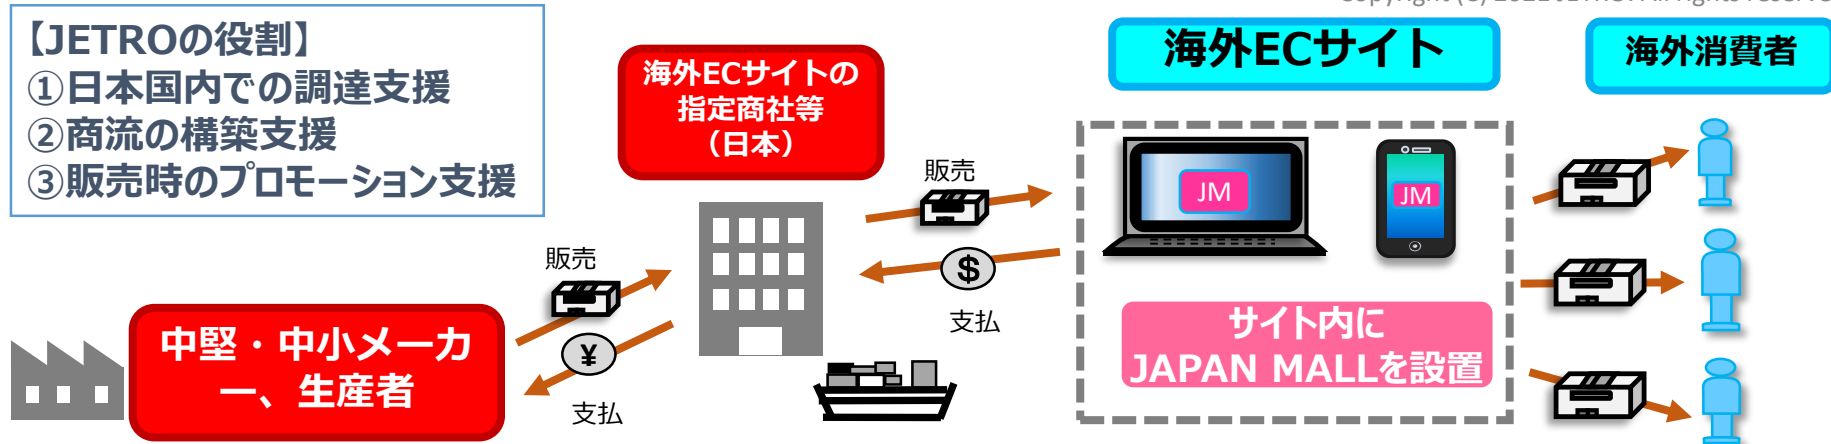 【JETROの役割】
①日本国内での調達支援
②商流の構築支援
③販売時のプロモーション支援
海外ECサイトの
指定商社等
（日本）
海外ECサイト
海外消費者
販売
JM
JM
$
販売
支払
¥
支払
中堅・中小メーカ
ー、生産者
サイト内に
JAPAN MALLを設置